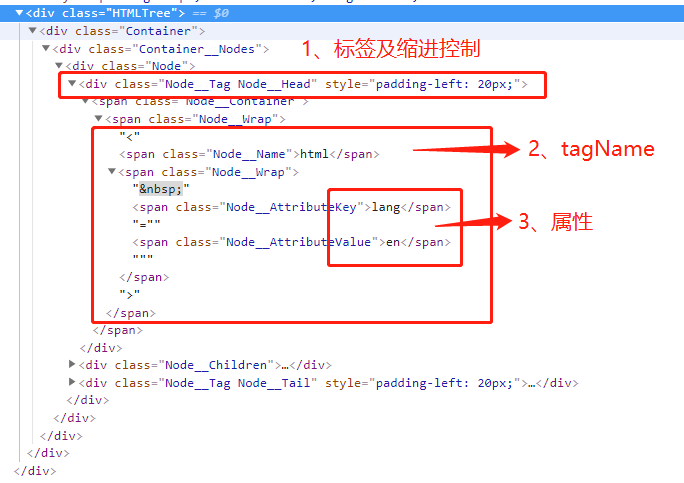 <div class="HTMLTree"> == $0
<div class="Container">
<div class="Container__Nodes">
1、标签及缩进控制
<div class="Node">
<div class="Node__Tag Node__Head" style="padding-left: 20px;">
<span class="Node__Container">
<span class="Node__Wrap">
"<"
<span class="Node__Name">html</span>
2、tagName
<span class="Node__Wrap">
"&nbsp;"
<span class="Node__AttributeKey">lang</span>
3、属性
"=""
<span class="Node__AttributeValue">en</span>
"""
</span>
">"
</span>
</span>
</div>
<div class="Node__Children">…</div>
<div class="Node__Tag Node__Tail" style="padding-left: 20px;">…</div>
</div>
</div>
</div>
</div>
</div>